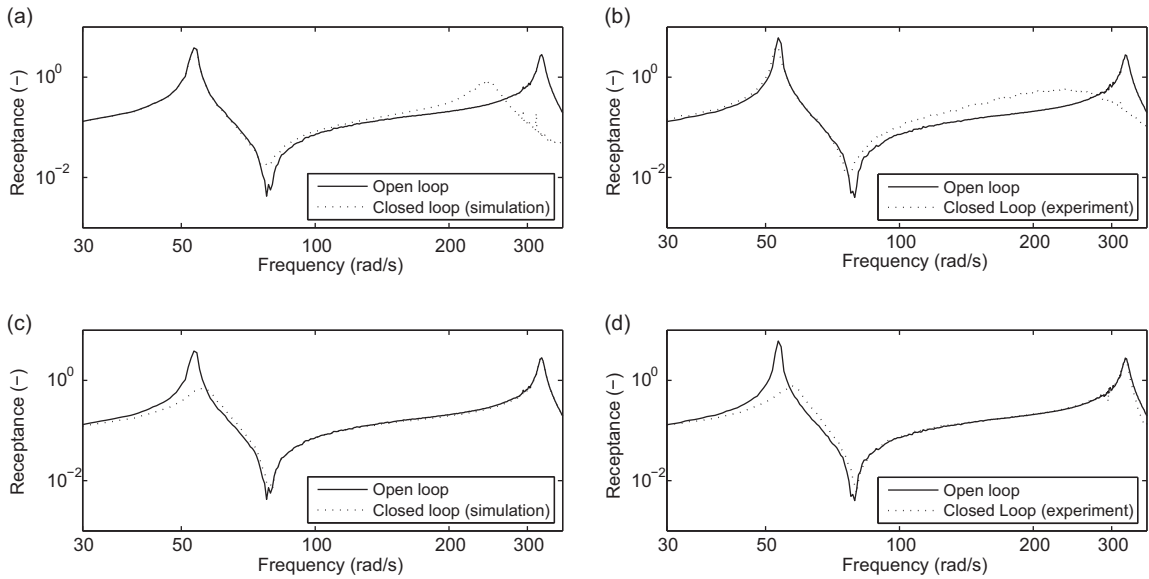 (a)
Receptance (−)
10^0
10^−2
Open loop
Closed loop (simulation)
30 50 100 200 300
Frequency (rad/s)
(b)
Receptance (−)
10^0
10^−2
Open loop
Closed Loop (experiment)
30 50 100 200 300
Frequency (rad/s)
(c)
Receptance (−)
10^0
10^−2
Open loop
Closed loop (simulation)
30 50 100 200 300
Frequency (rad/s)
(d)
Receptance (−)
10^0
10^−2
Open loop
Closed Loop (experiment)
30 50 100 200 300
Frequency (rad/s)